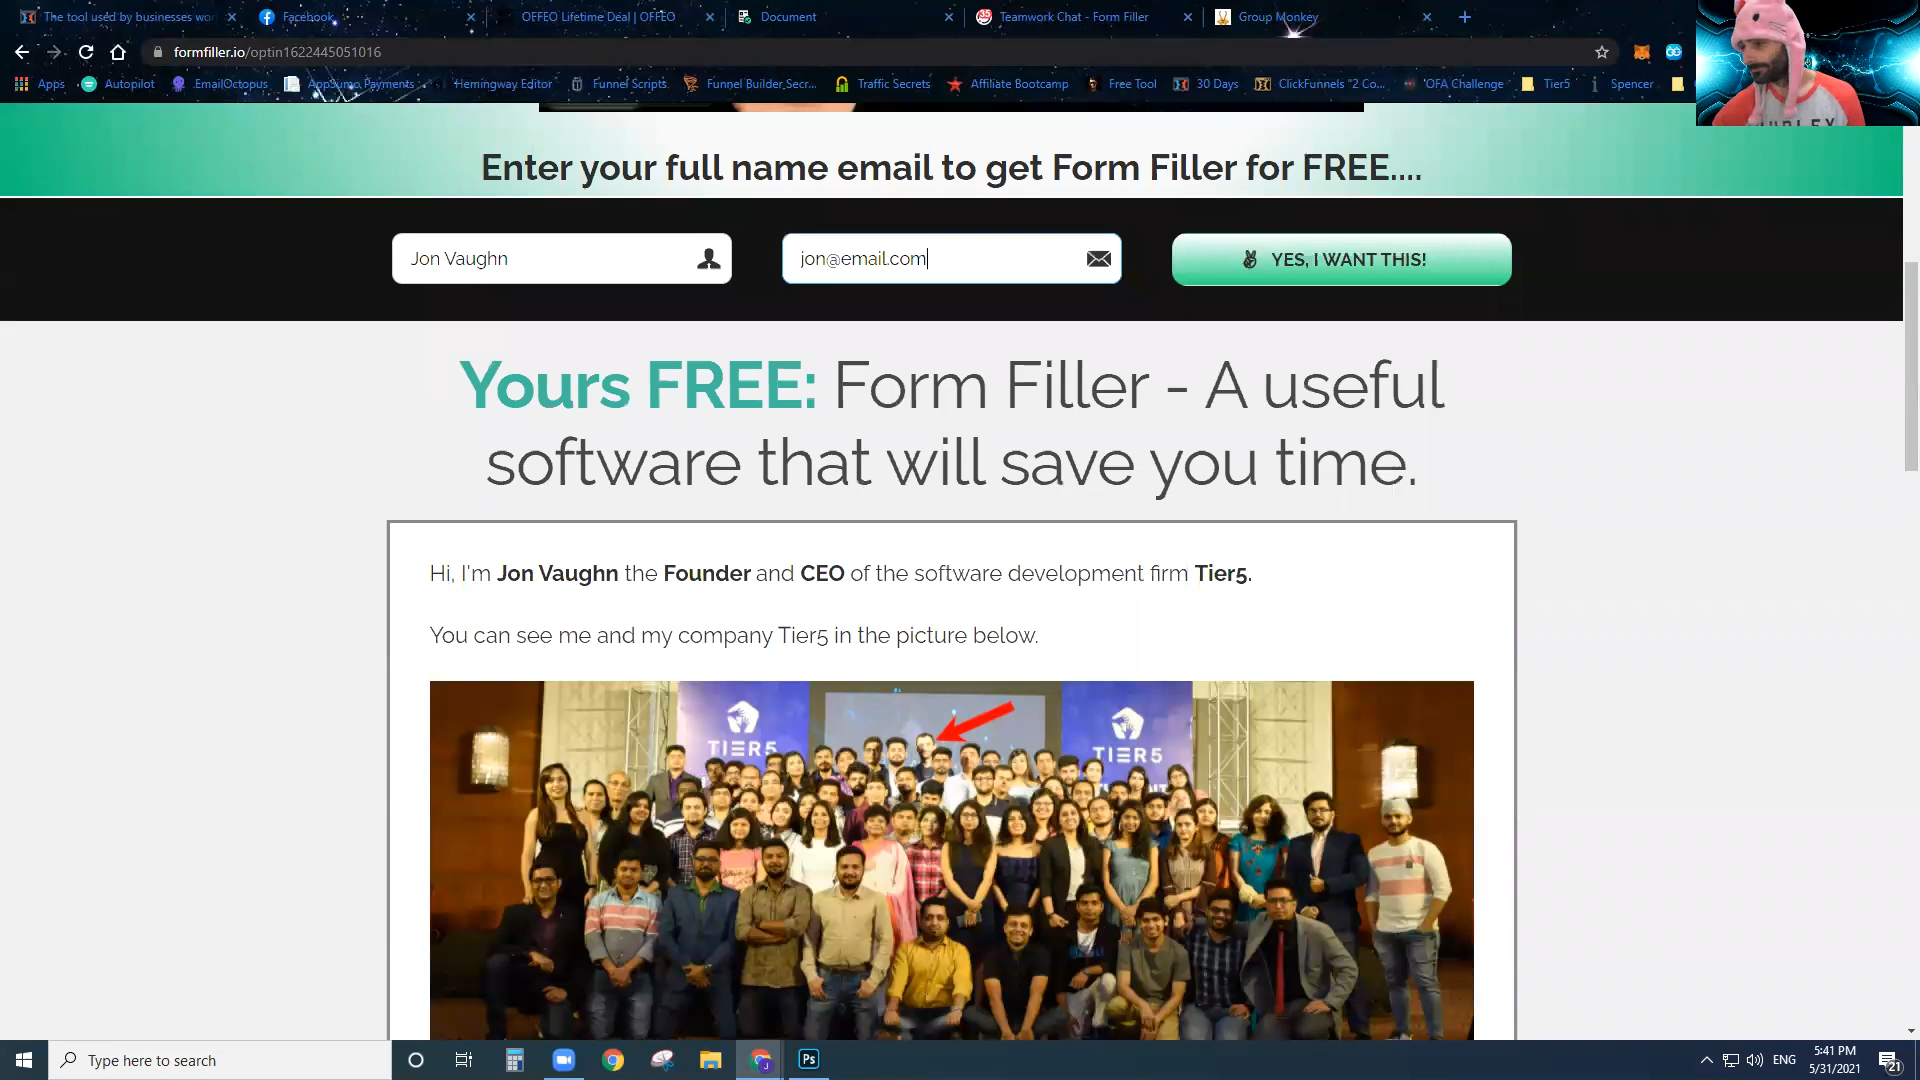 The tool used by businesses wor
Facebook
OFFEO Lifetime Deal | OFFEO
Document
Teamwork Chat - Form Filler
Group Monkey
formfiller.io/optin1622445051016
Apps
Autopilot
EmailOctopus
AppSumo Payments
Hemingway Editor
Funnel Scripts
Funnel Builder Secr...
Traffic Secrets
Affiliate Bootcamp
Free Tool
30 Days
ClickFunnels "2 Co...
OFA Challenge
Tier5
Spencer
Enter your full name email to get Form Filler for FREE....
Jon Vaughn
jon@email.com
YES, I WANT THIS!
Yours FREE: Form Filler - A useful
software that will save you time.
Hi, I'm Jon Vaughn the Founder and CEO of the software development firm Tier5.
You can see me and my company Tier5 in the picture below.
TIER5
TIER5
Type here to search
Ps
ENG
5:41 PM
5/31/2021
21